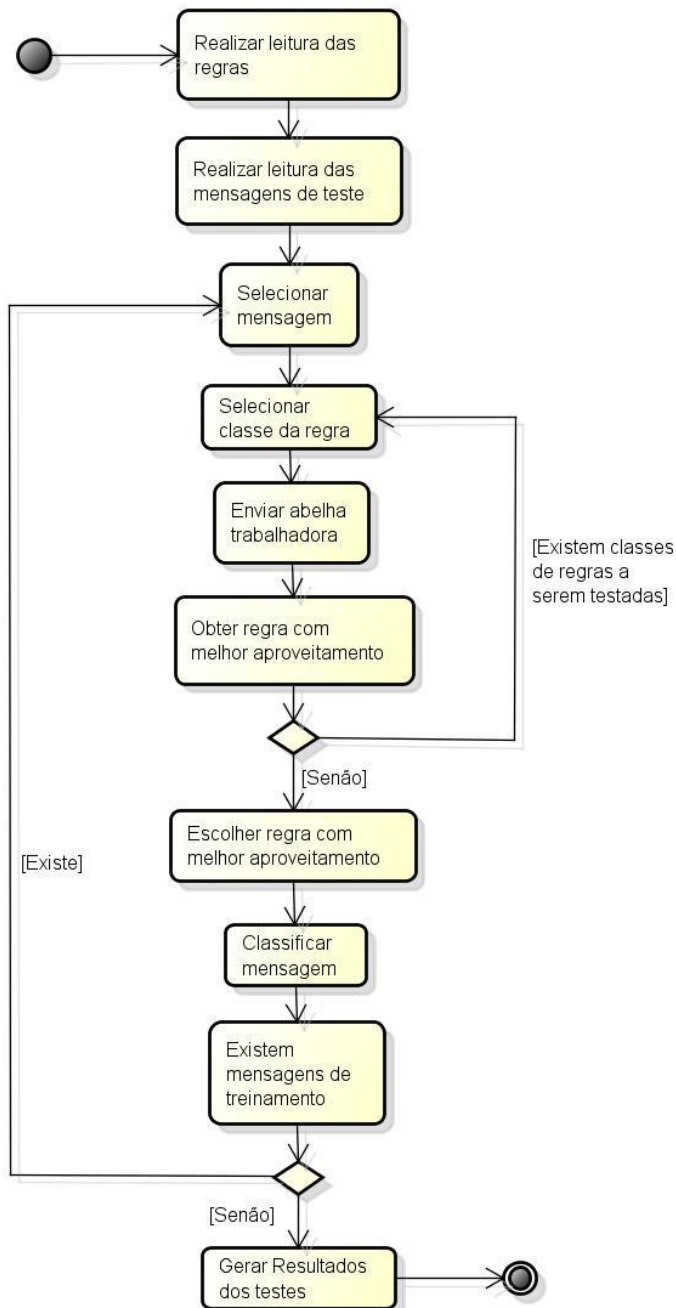 Realizar leitura das
regras
Realizar leitura das
mensagens de teste
Selecionar
mensagem
Selecionar
classe da regra
Enviar abelha
trabalhadora
[Existem classes
de regras a
serem testadas]
Obter regra com
melhor aproveitamento
[Senão]
Escolher regra com
melhor aproveitamento
[Existe]
Classificar
mensagem
Existem
mensagens de
treinamento
[Senão]
Gerar Resultados
dos testes